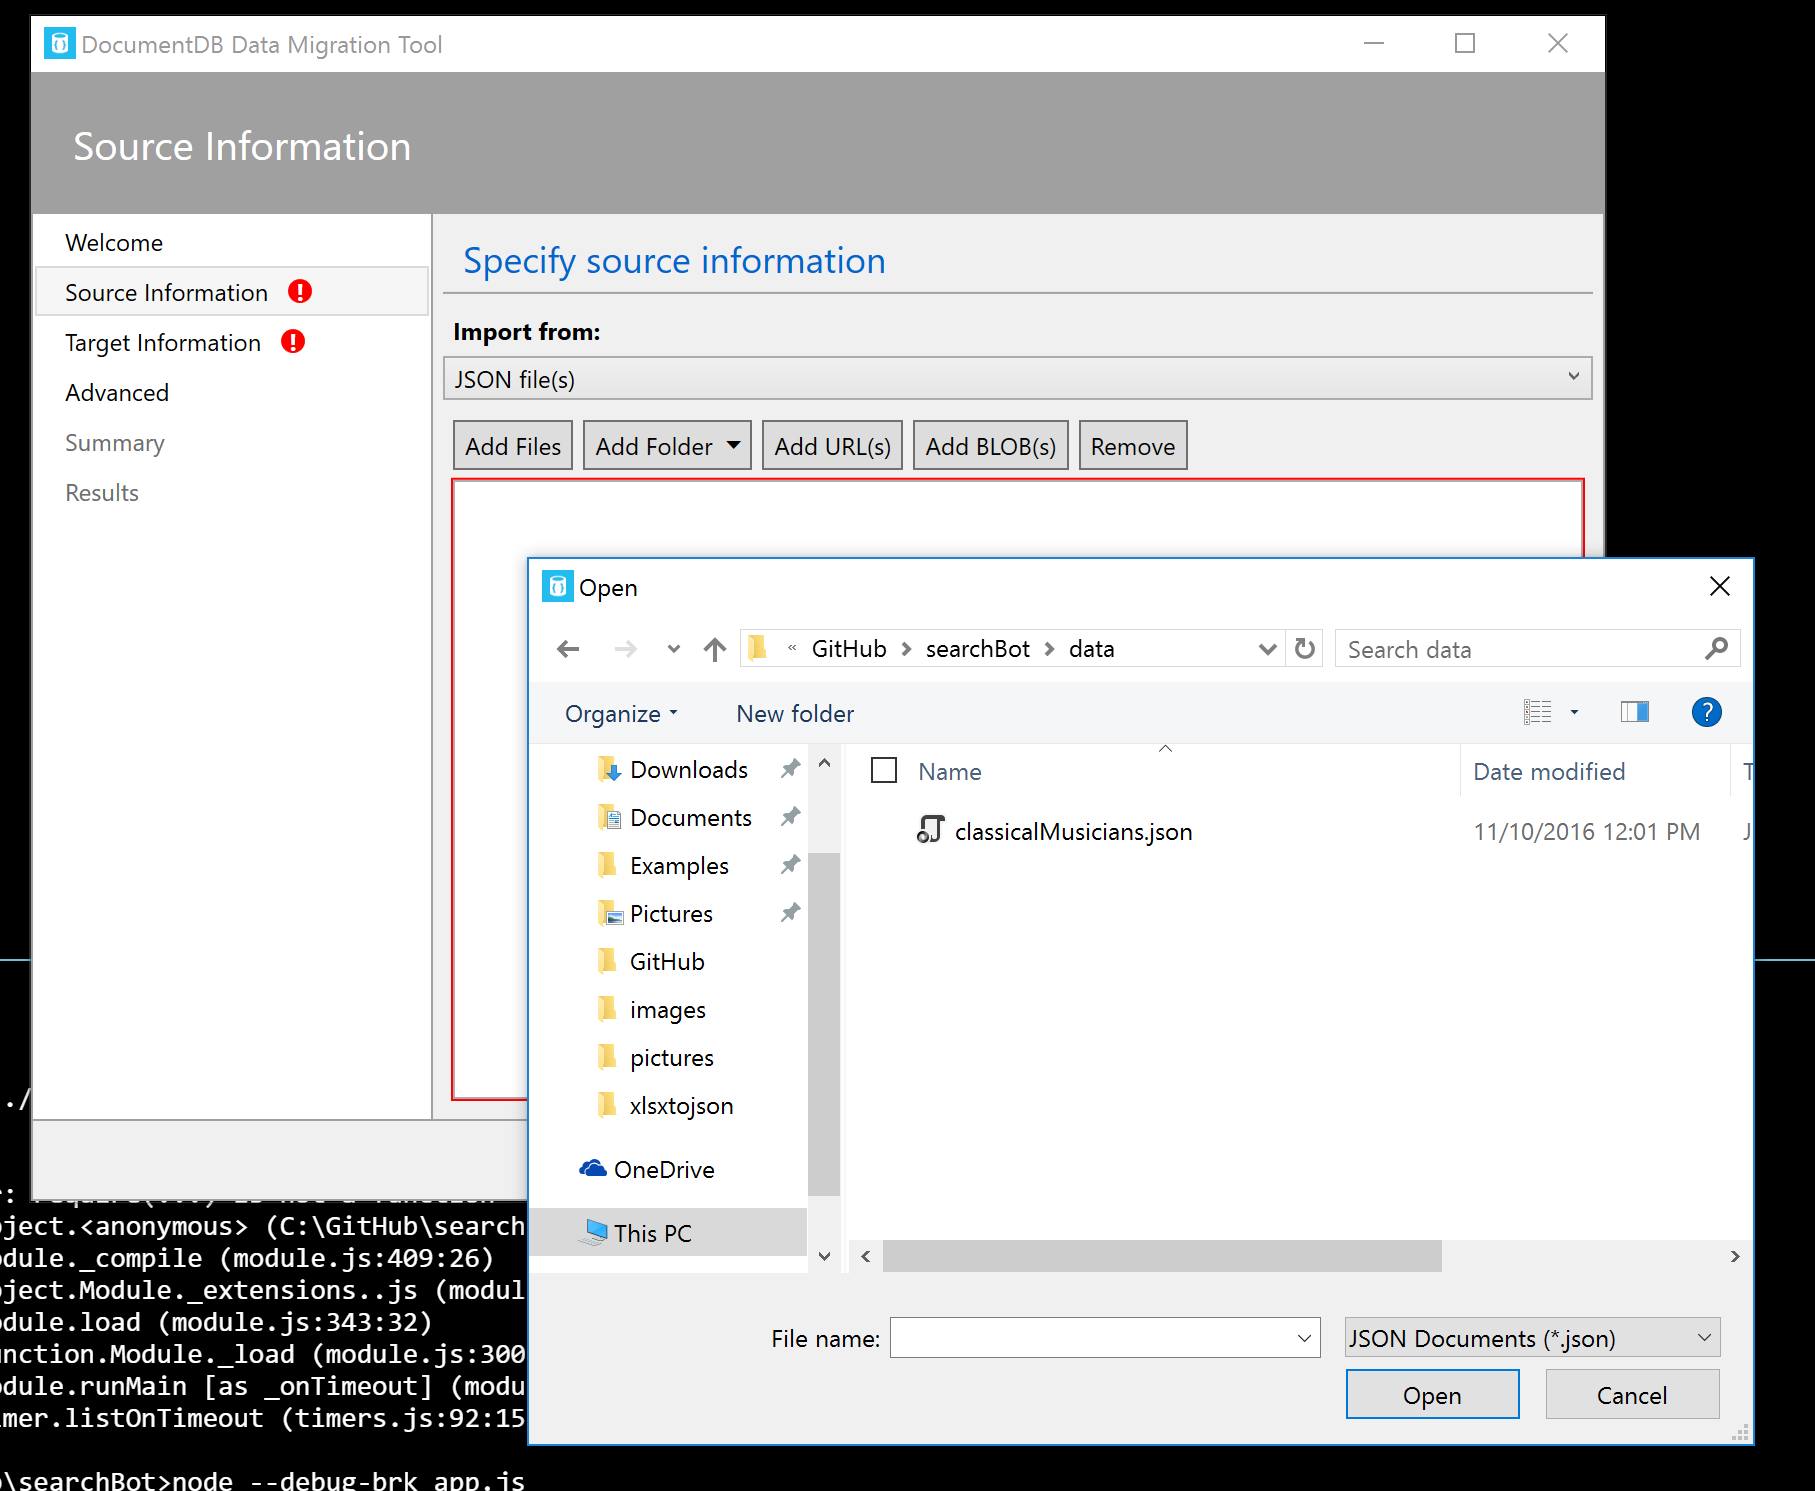 DocumentDB Data Migration Tool
Source Information
Welcome
Source Information
Target Information
Advanced
Summary
Results
Specify source information
Import from:
JSON file(s)
Add Files Add Folder Add URL(s) Add BLOB(s) Remove
Open
« GitHub > searchBot > data
Search data
Organize New folder
Downloads
Documents
Examples
Pictures
GitHub
images
pictures
xlsxtojson
OneDrive
This PC
Name Date modified T
classicalMusicians.json 11/10/2016 12:01 PM J
File name:
JSON Documents (*.json)
Open Cancel
./
ject.<anonymous> (C:\GitHub\search
dule._compile (module.js:409:26)
ject.Module._extensions..js (modul
dule.load (module.js:343:32)
nction.Module._load (module.js:300
dule.runMain [as _onTimeout] (modu
mer.listOnTimeout (timers.js:92:15
\searchBot>node --debug-brk app.js